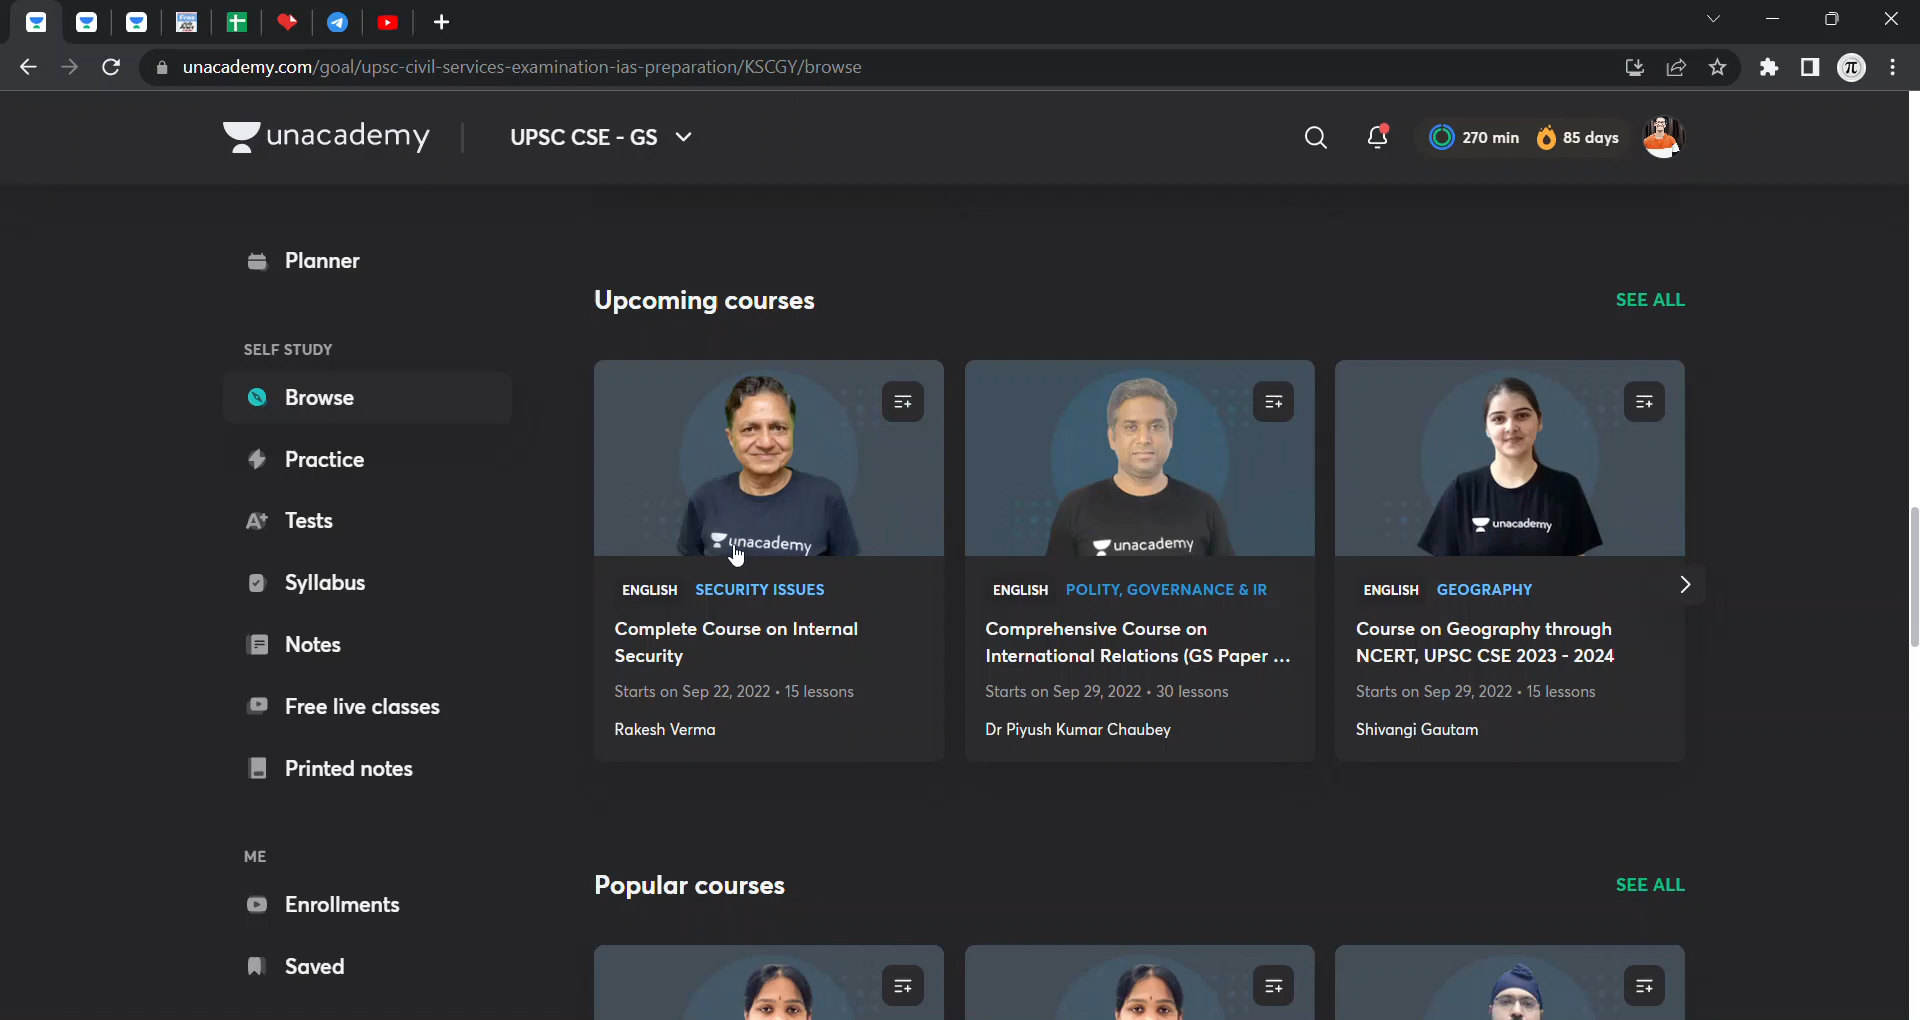 unacademy.com/goal/upsc-civil-services-examination-ias-preparation/KSCGY/browse
unacademy
UPSC CSE - GS
270 min
85 days
Planner
SELF STUDY
Browse
Practice
Tests
Syllabus
Notes
Free live classes
Printed notes
ME
Enrollments
Saved
Upcoming courses
SEE ALL
unacademy
ENGLISH SECURITY ISSUES
Complete Course on Internal
Security
Starts on Sep 22, 2022 • 15 lessons
Rakesh Verma
unacademy
ENGLISH POLITY, GOVERNANCE & IR
Comprehensive Course on
International Relations (GS Paper ...
Starts on Sep 29, 2022 • 30 lessons
Dr Piyush Kumar Chaubey
unacademy
ENGLISH GEOGRAPHY
Course on Geography through
NCERT, UPSC CSE 2023 - 2024
Starts on Sep 29, 2022 • 15 lessons
Shivangi Gautam
Popular courses
SEE ALL